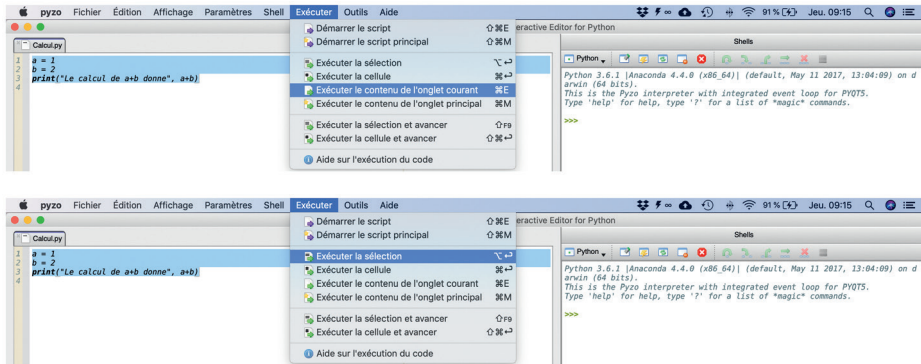 pyzo Fichier Édition Affichage Paramètres Shell Exécuter Outils Aide 91 % Jeu. 09:15
eractive Editor for Python
Calcul.py
1 a = 1
2 b = 2
3 print("Le calcul de a+b donne", a+b)
4
Démarrer le script ⇧⌘E
Démarrer le script principal ⇧⌘M
Exécuter la sélection ⌥↩
Exécuter la cellule ⌘↩
Exécuter le contenu de l'onglet courant ⌘E
Exécuter le contenu de l'onglet principal ⌘M
Exécuter la sélection et avancer ⇧F9
Exécuter la cellule et avancer ⇧⌘↩
Aide sur l'exécution du code
Shells
Python
Python 3.6.1 |Anaconda 4.4.0 (x86_64)| (default, May 11 2017, 13:04:09) on d
arwin (64 bits).
This is the Pyzo interpreter with integrated event loop for PYQT5.
Type 'help' for help, type '?' for a list of *magic* commands.
>>>
pyzo Fichier Édition Affichage Paramètres Shell Exécuter Outils Aide 91 % Jeu. 09:15
eractive Editor for Python
Calcul.py
1 a = 1
2 b = 2
3 print("Le calcul de a+b donne", a+b)
4
Démarrer le script ⇧⌘E
Démarrer le script principal ⇧⌘M
Exécuter la sélection ⌥↩
Exécuter la cellule ⌘↩
Exécuter le contenu de l'onglet courant ⌘E
Exécuter le contenu de l'onglet principal ⌘M
Exécuter la sélection et avancer ⇧F9
Exécuter la cellule et avancer ⇧⌘↩
Aide sur l'exécution du code
Shells
Python
Python 3.6.1 |Anaconda 4.4.0 (x86_64)| (default, May 11 2017, 13:04:09) on d
arwin (64 bits).
This is the Pyzo interpreter with integrated event loop for PYQT5.
Type 'help' for help, type '?' for a list of *magic* commands.
>>>